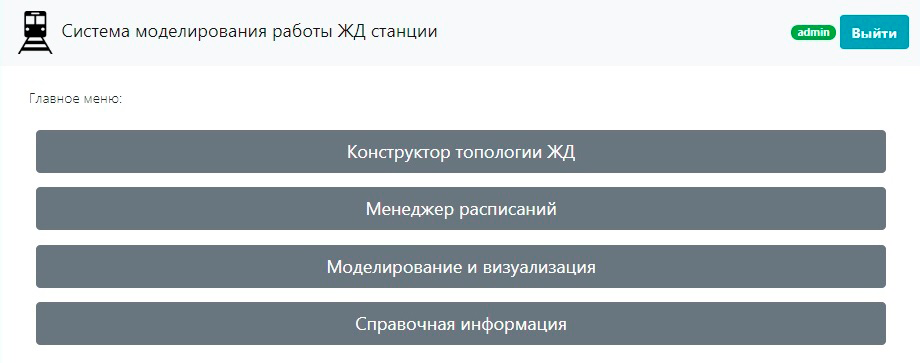 Система моделирования работы ЖД станции
admin
Выйти
Главное меню:
Конструктор топологии ЖД
Менеджер расписаний
Моделирование и визуализация
Справочная информация